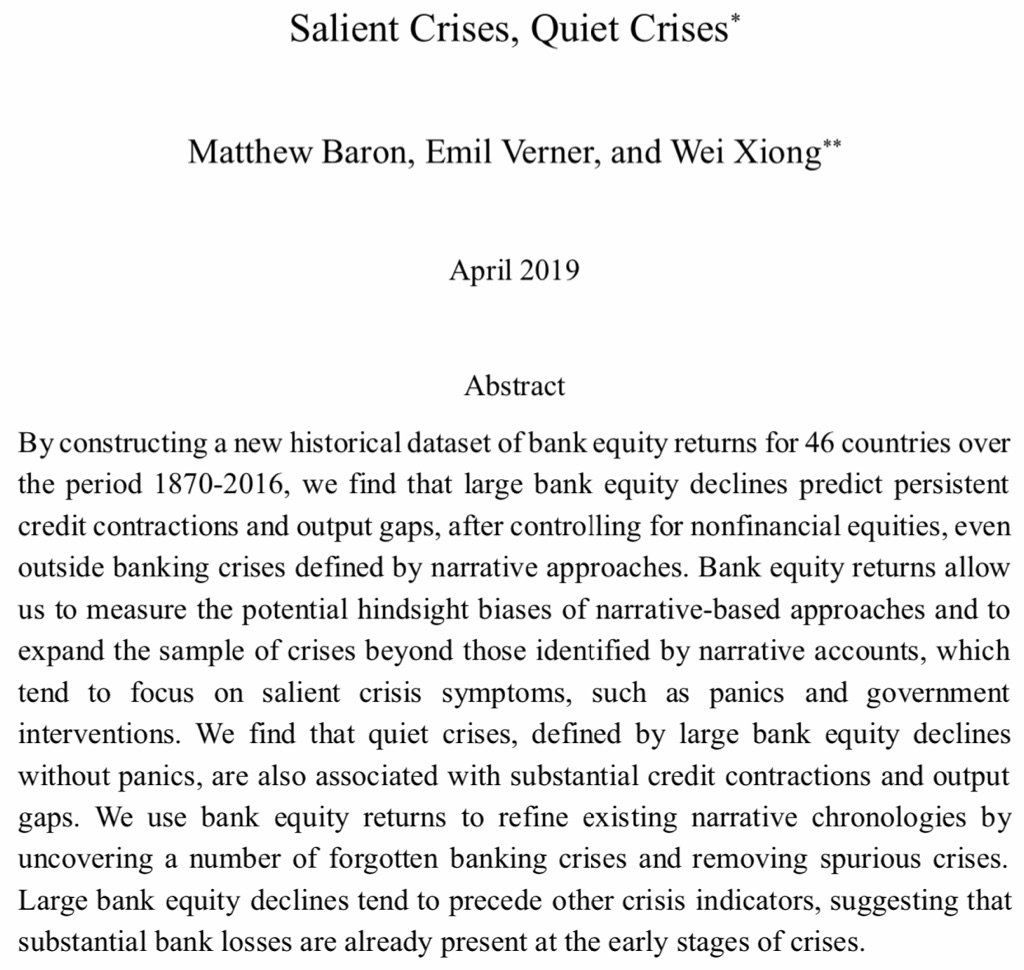 Salient Crises, Quiet Crises*
Matthew Baron, Emil Verner, and Wei Xiong**
April 2019
Abstract
By constructing a new historical dataset of bank equity returns for 46 countries over
the period 1870-2016, we find that large bank equity declines predict persistent
credit contractions and output gaps, after controlling for nonfinancial equities, even
outside banking crises defined by narrative approaches. Bank equity returns allow
us to measure the potential hindsight biases of narrative-based approaches and to
expand the sample of crises beyond those identified by narrative accounts, which
tend to focus on salient crisis symptoms, such as panics and government
interventions. We find that quiet crises, defined by large bank equity declines
without panics, are also associated with substantial credit contractions and output
gaps. We use bank equity returns to refine existing narrative chronologies by
uncovering a number of forgotten banking crises and removing spurious crises.
Large bank equity declines tend to precede other crisis indicators, suggesting that
substantial bank losses are already present at the early stages of crises.